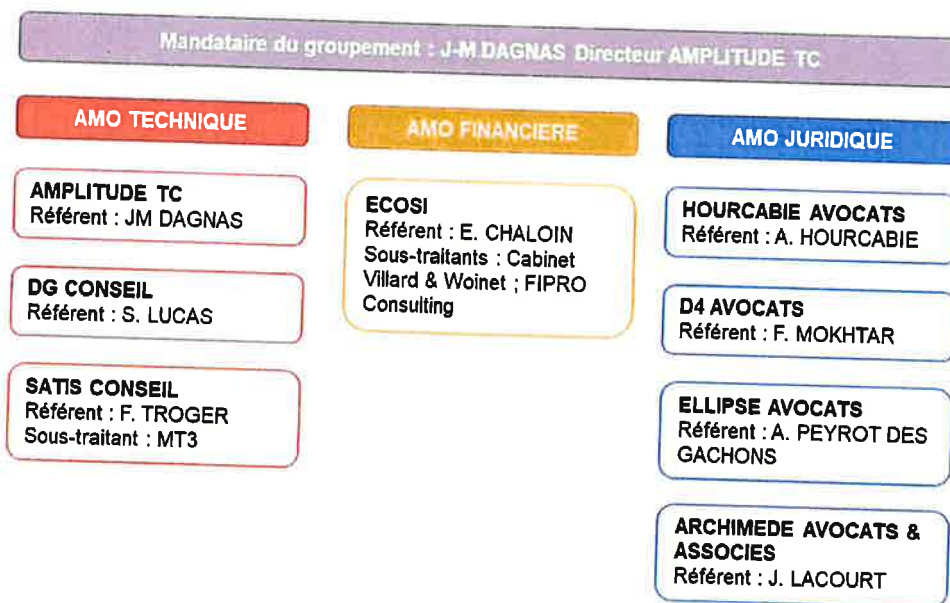 Mandataire du groupement : J-M DAGNAS Directeur AMPLITUDE TC
AMO TECHNIQUE
AMPLITUDE TC
Référent : JM DAGNAS
DG CONSEIL
Référent : S. LUCAS
SATIS CONSEIL
Référent : F. TROGER
Sous-traitant : MT3
AMO FINANCIERE
ECOSI
Référent : E. CHALOIN
Sous-traitants : Cabinet
Villard & Woinet ; FIPRO
Consulting
AMO JURIDIQUE
HOURCABIE AVOCATS
Référent : A. HOURCABIE
D4 AVOCATS
Référent : F. MOKHTAR
ELLIPSE AVOCATS
Référent : A. PEYROT DES
GACHONS
ARCHIMEDE AVOCATS &
ASSOCIES
Référent : J. LACOURT